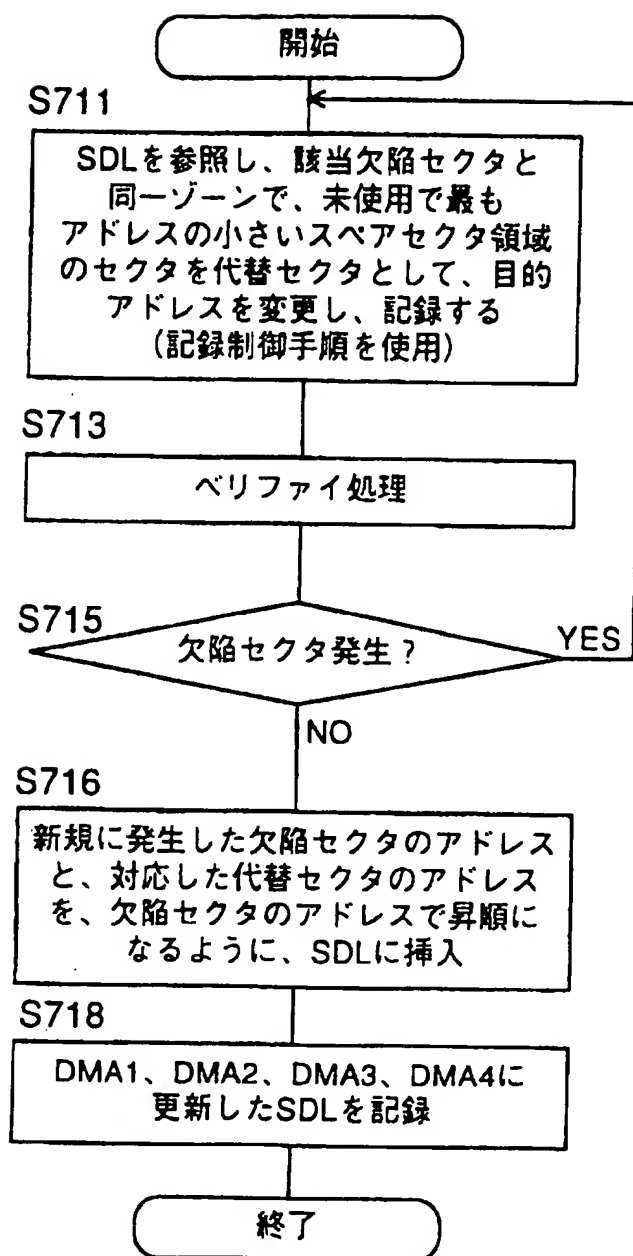 開始
S711
SDLを参照し、該当欠陥セクタと
同一ゾーンで、未使用で最も
アドレスの小さいスペアセクタ領域
のセクタを代替セクタとして、目的
アドレスを変更し、記録する
(記録制御手順を使用)
S713
ベリファイ処理
S715
欠陥セクタ発生?
YES
NO
S716
新規に発生した欠陥セクタのアドレス
と、対応した代替セクタのアドレス
を、欠陥セクタのアドレスで昇順に
なるように、SDLに挿入
S718
DMA1、DMA2、DMA3、DMA4に
更新したSDLを記録
終了